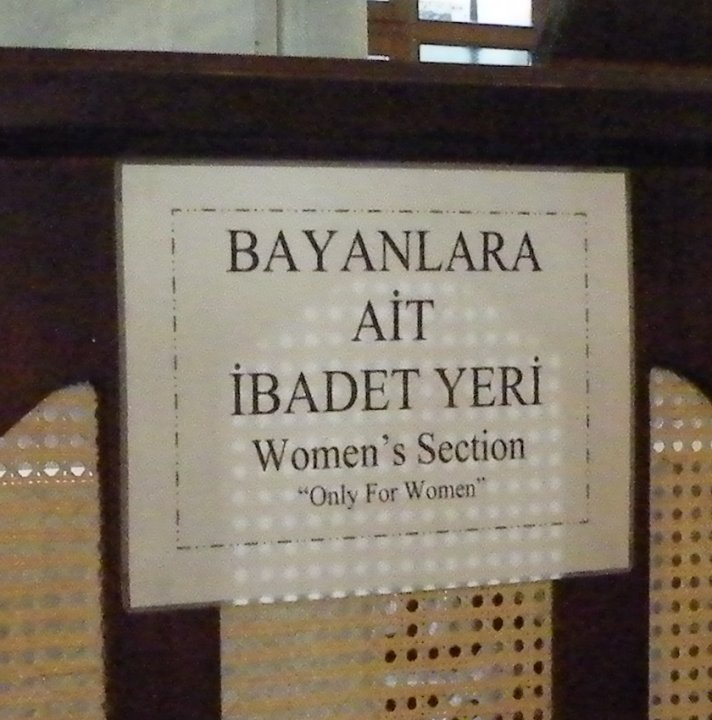 BAYANLARA
AİT
İBADET YERİ
Women's Section
“Only For Women”